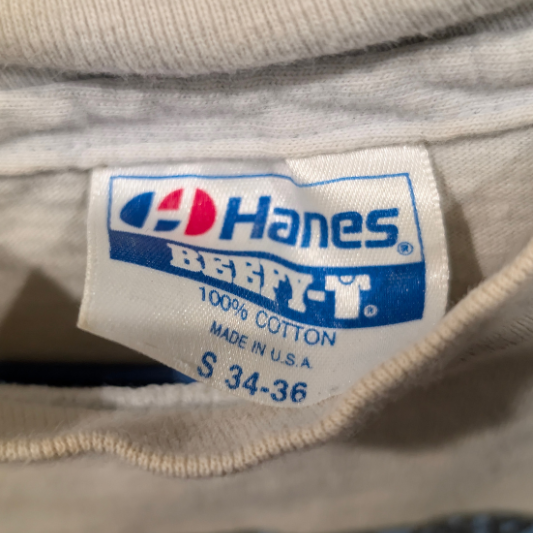 Hanes®
BEEFY-T®
100% COTTON
MADE IN U.S.A.
S 34-36